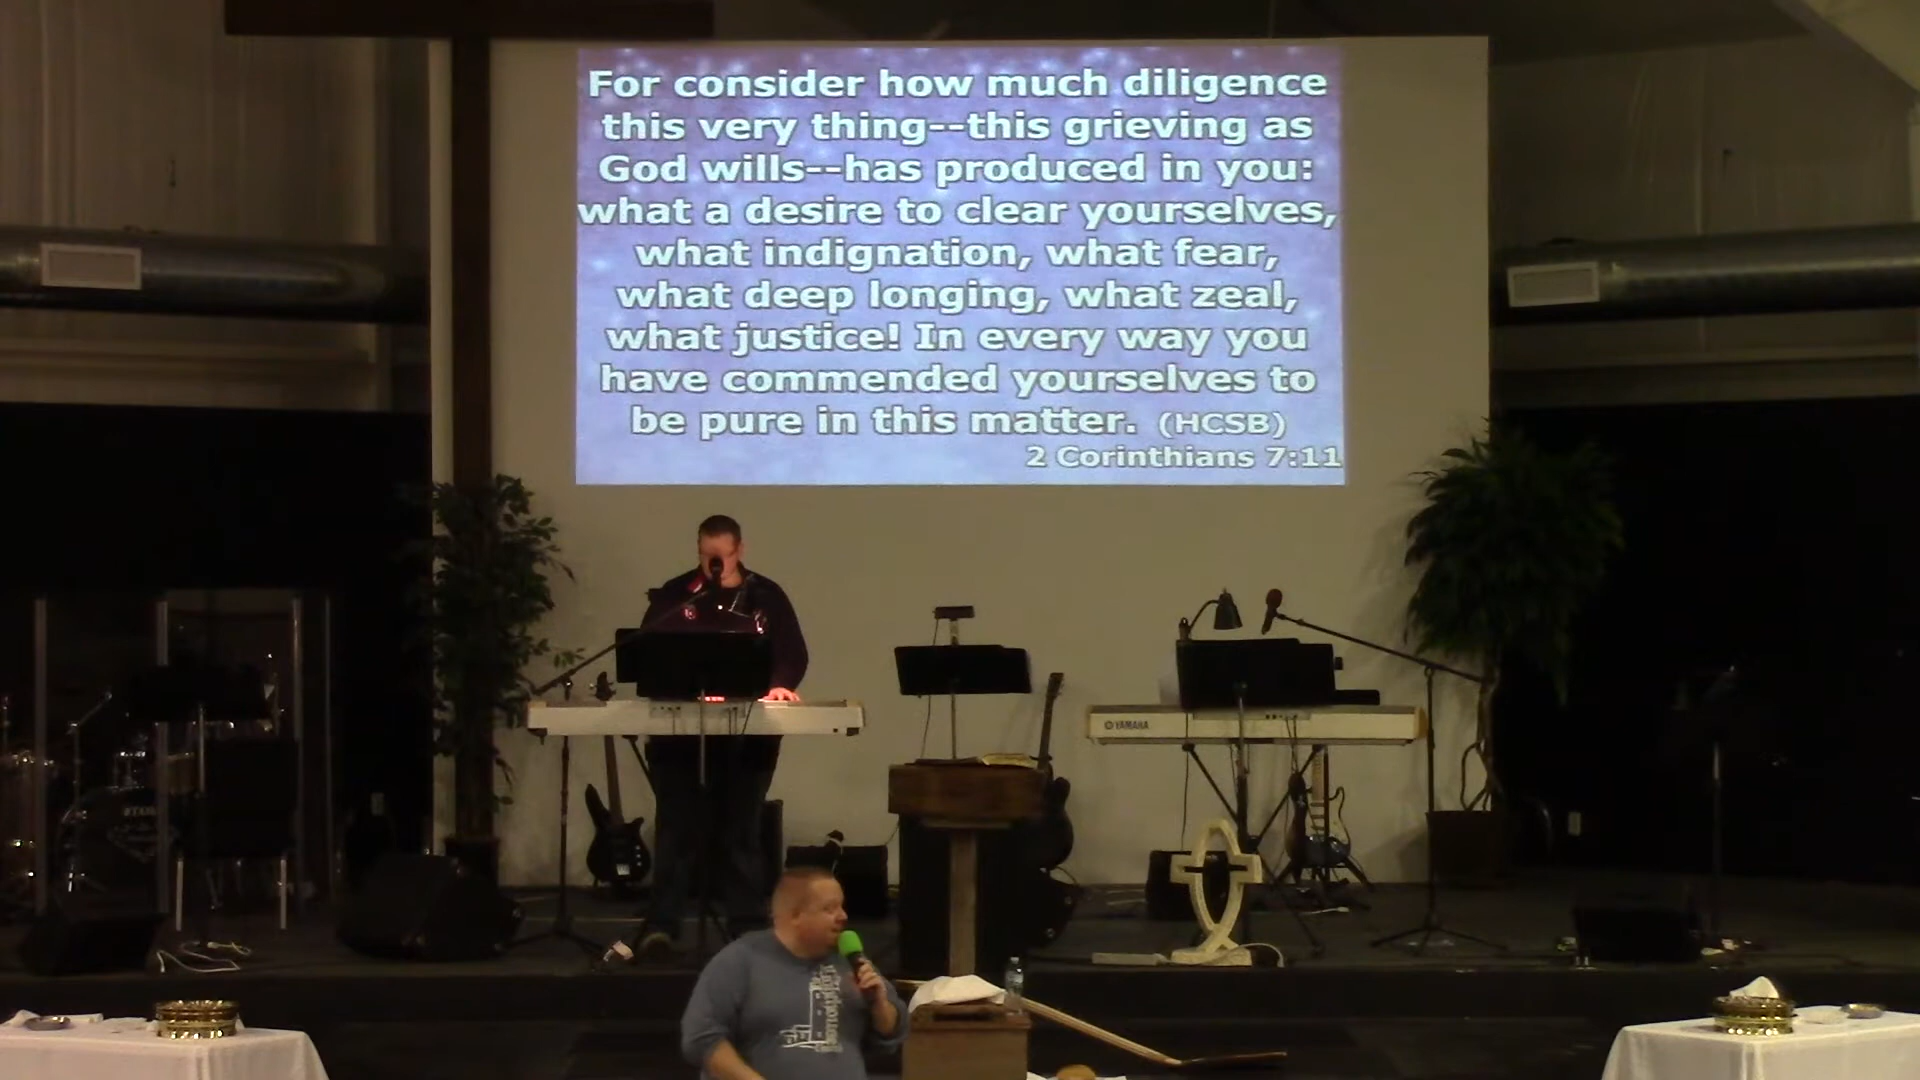 For consider how much diligence
this very thing--this grieving as
God wills--has produced in you:
what a desire to clear yourselves,
what indignation, what fear,
what deep longing, what zeal,
what justice! In every way you
have commended yourselves to
be pure in this matter. (HCSB)
2 Corinthians 7:11
YAMAHA
TAMA